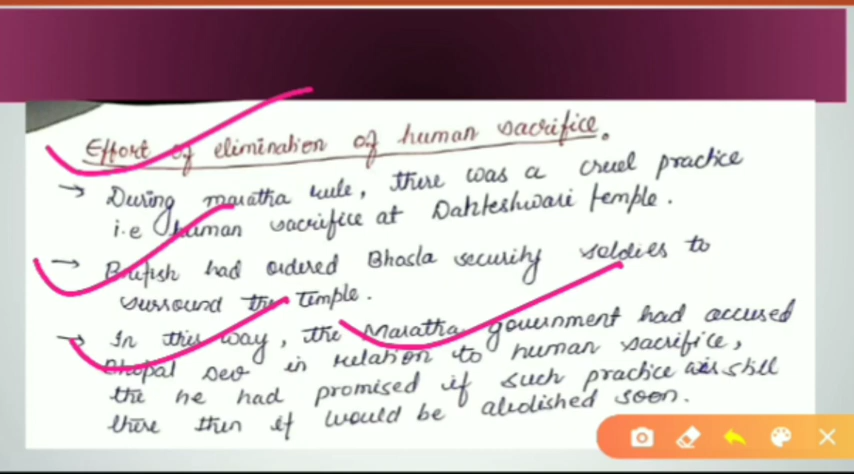 Effort of elimination of human sacrifice.
→ During maratha rule, there was a cruel practice
i.e human sacrifice at Danteshwari temple.
→ British had ordered Bhosla security soldies to
surround the Temple.
→ In this way, the Maratha government had accused
Bhopal Deo in relation to human sacrifice,
the he had promised if such practice was still
there then it would be abolished soon.